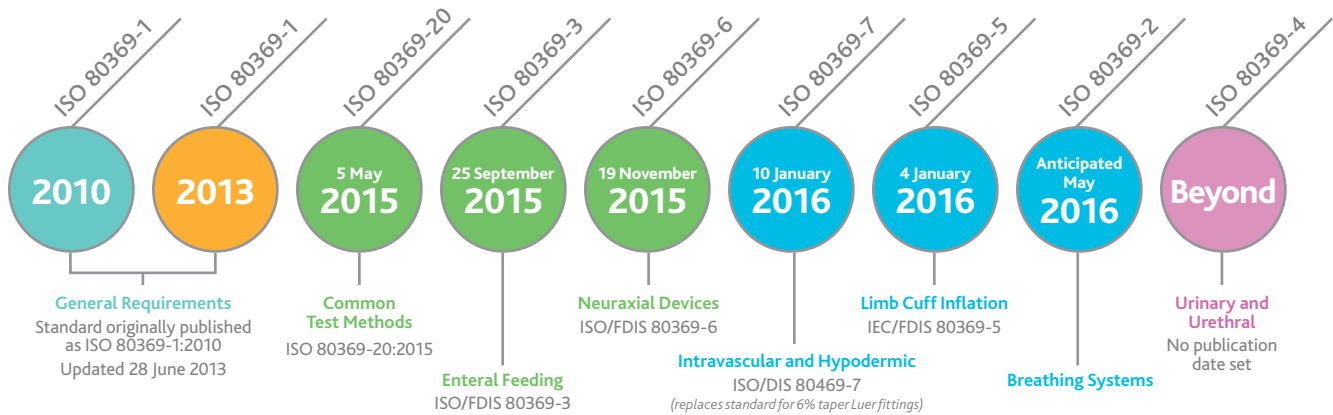 ISO 80369-1
ISO 80369-1
ISO 80369-20
ISO 80369-3
ISO 80369-6
ISO 80369-7
ISO 80369-5
ISO 80369-2
ISO 80369-4
2010
2013
5 May
2015
25 September
2015
19 November
2015
10 January
2016
4 January
2016
Anticipated
May
2016
Beyond
General Requirements
Standard originally published
as ISO 80369-1:2010
Updated 28 June 2013
Common
Test Methods
ISO 80369-20:2015
Enteral Feeding
ISO/FDIS 80369-3
Neuraxial Devices
ISO/FDIS 80369-6
Intravascular and Hypodermic
ISO/DIS 80469-7
(replaces standard for 6% taper Luer fittings)
Limb Cuff Inflation
IEC/FDIS 80369-5
Breathing Systems
Urinary and
Urethral
No publication
date set